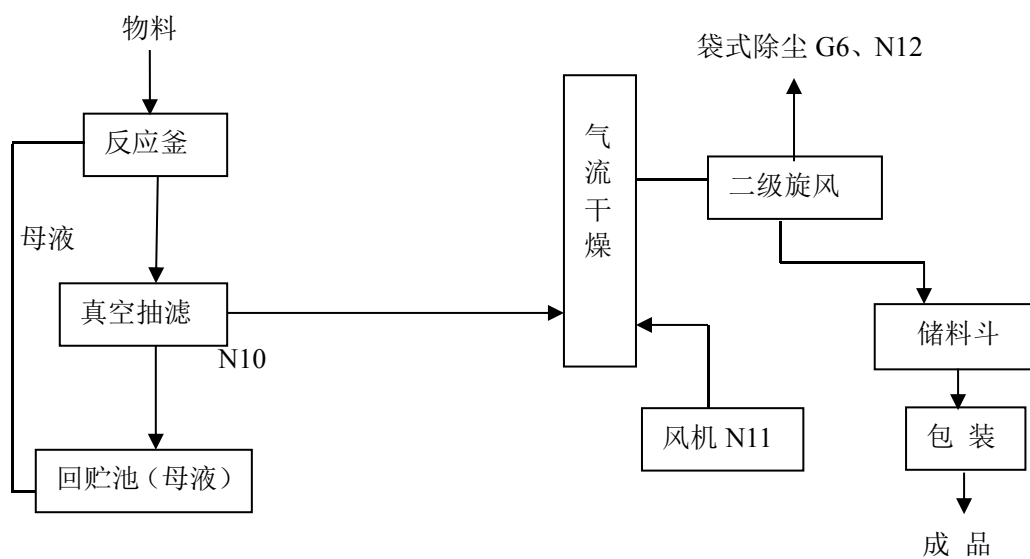 物料
袋式除尘 G6、N12
反应釜
气流干燥
二级旋风
母液
真空抽滤
N10
储料斗
风机 N11
包 装
回贮池（母液）
成 品